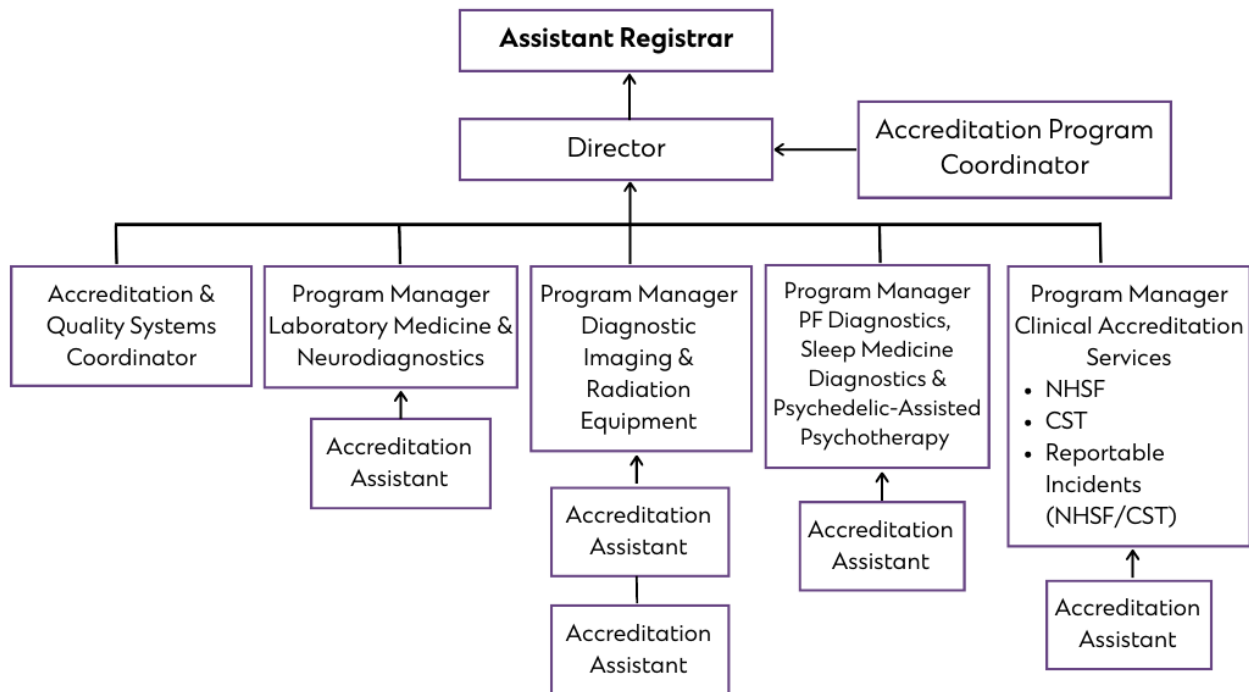 Assistant Registrar
Director
Accreditation Program
Coordinator
Accreditation &
Quality Systems
Coordinator
Program Manager
Laboratory Medicine &
Neurodiagnostics
Accreditation
Assistant
Program Manager
Diagnostic
Imaging &
Radiation
Equipment
Accreditation
Assistant
Accreditation
Assistant
Program Manager
PF Diagnostics,
Sleep Medicine
Diagnostics &
Psychedelic-Assisted
Psychotherapy
Accreditation
Assistant
Program Manager
Clinical Accreditation
Services
• NHSF
• CST
• Reportable
Incidents
(NHSF/CST)
Accreditation
Assistant